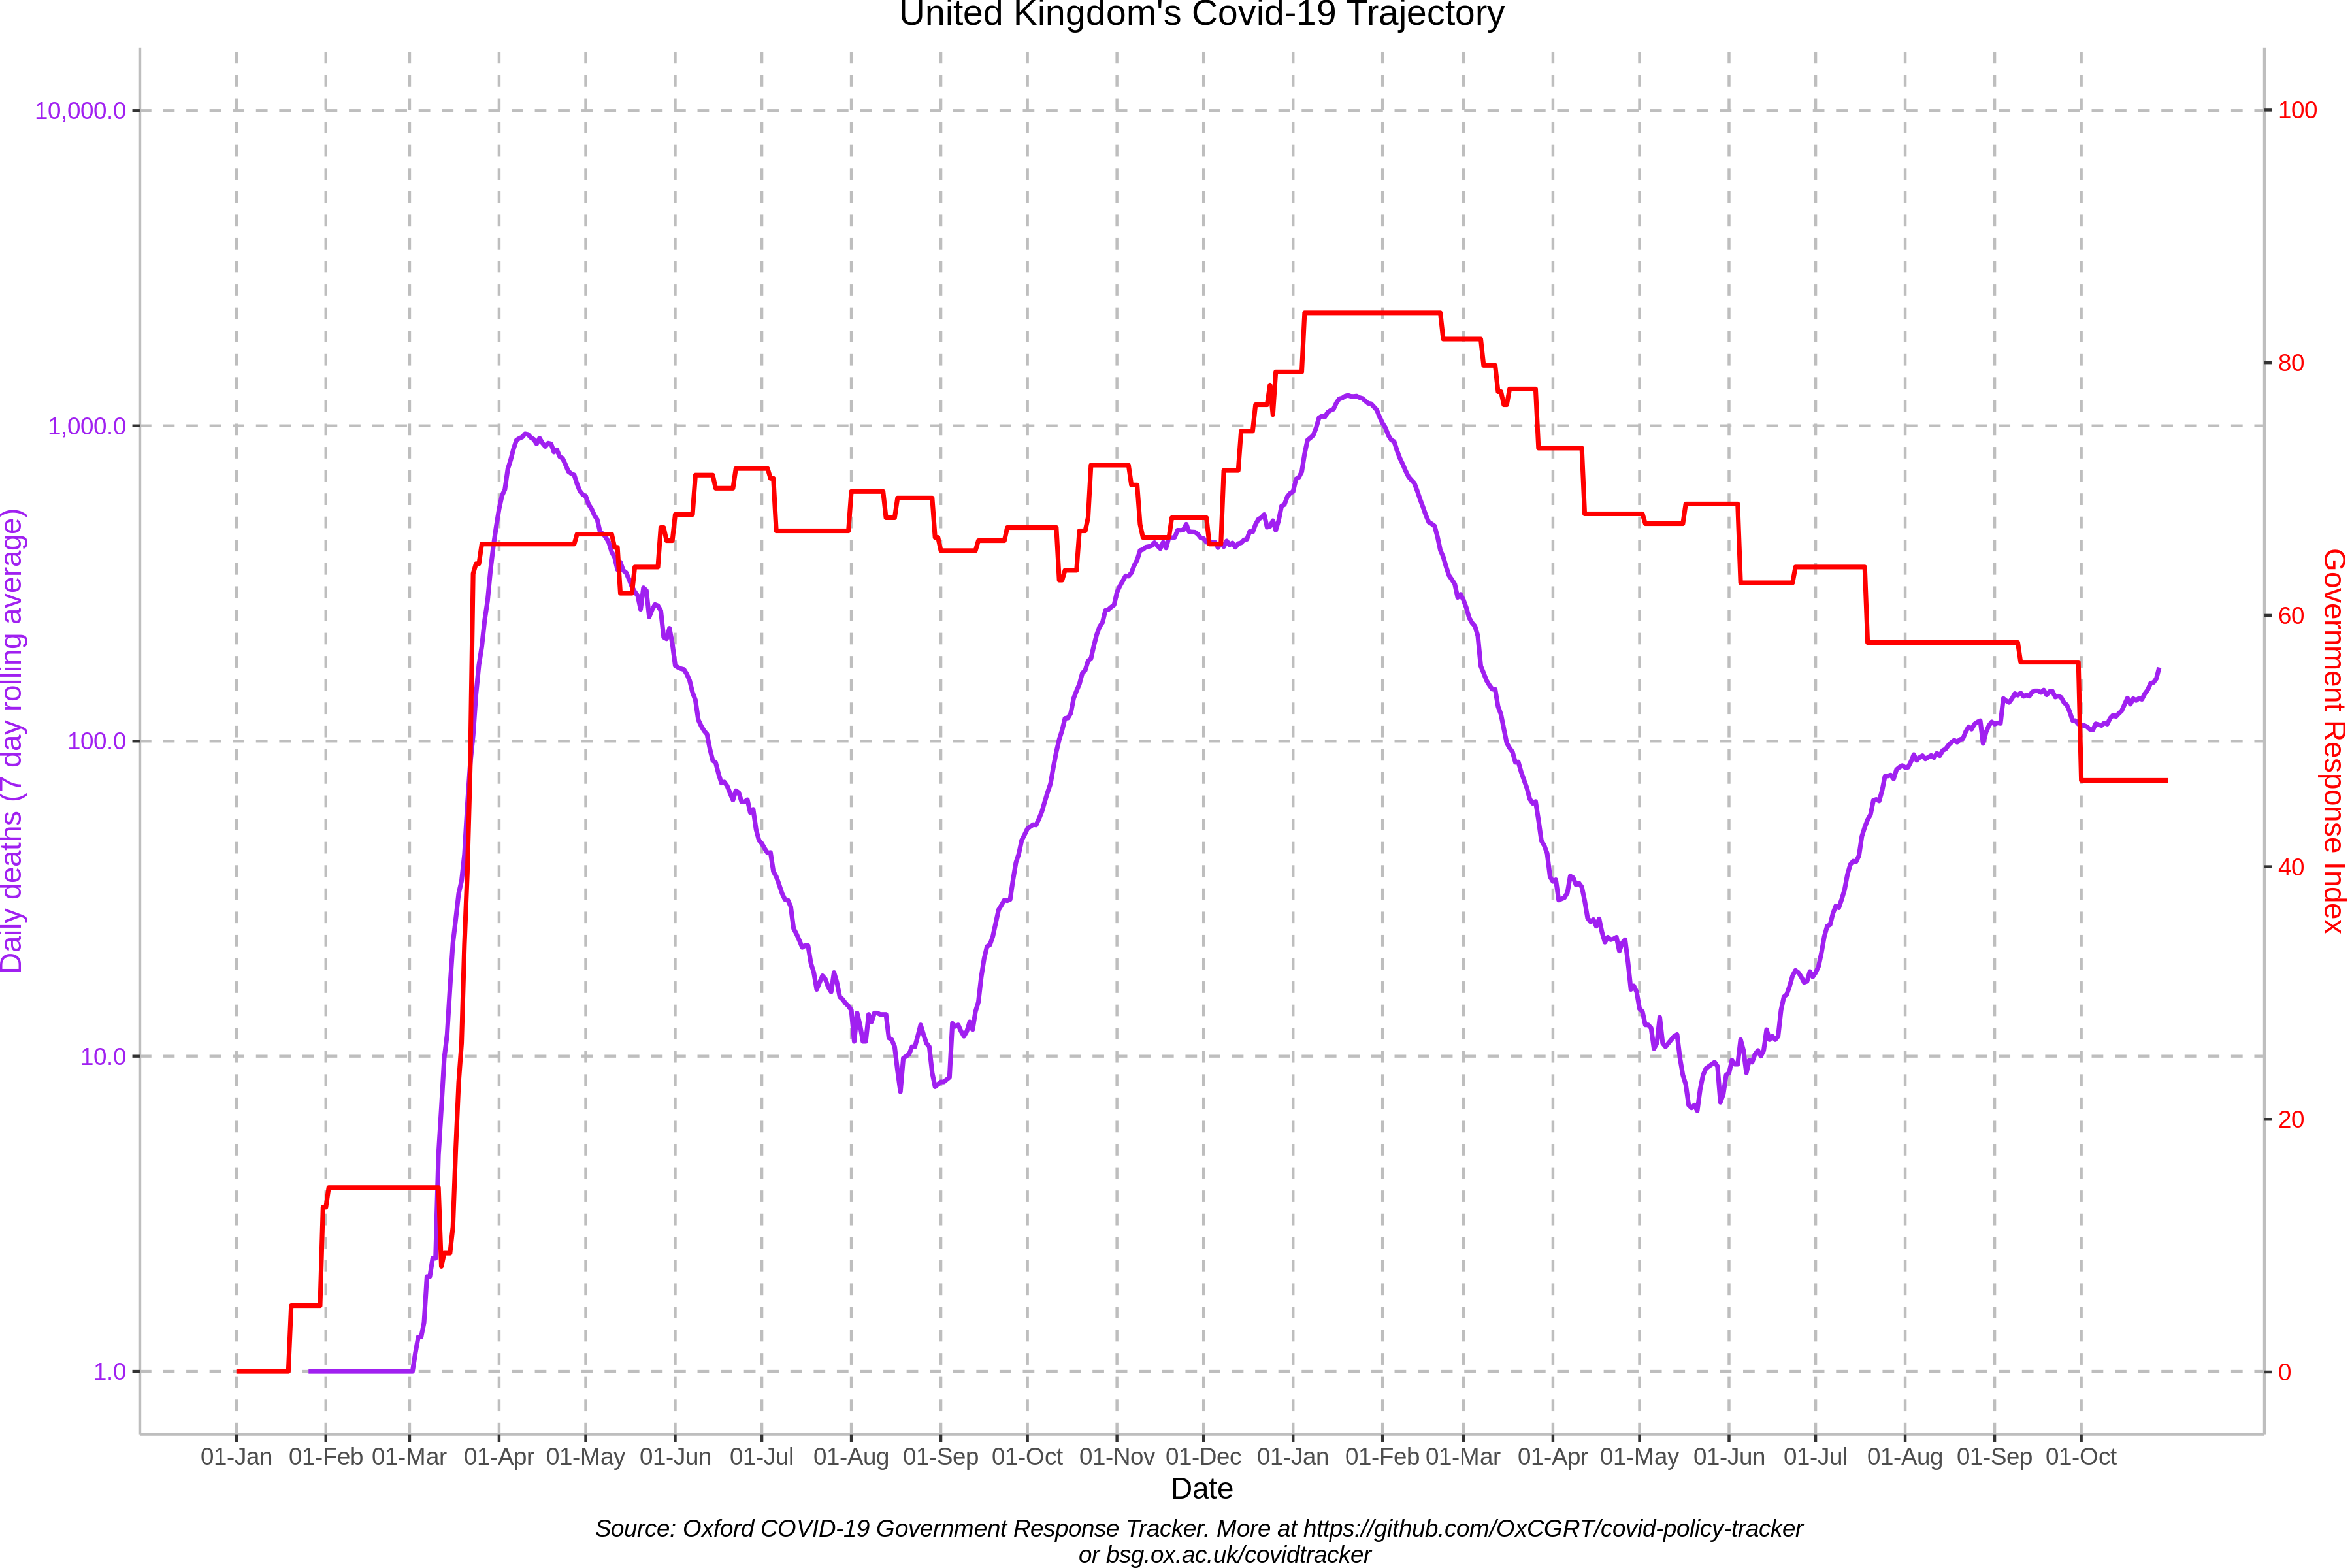 United Kingdom's Covid-19 Trajectory
10,000.0
1,000.0
100.0
10.0
1.0
Daily deaths (7 day rolling average)
100
80
60
40
20
0
Government Response Index
01-Jan 01-Feb 01-Mar 01-Apr 01-May 01-Jun 01-Jul 01-Aug 01-Sep 01-Oct 01-Nov 01-Dec 01-Jan 01-Feb 01-Mar 01-Apr 01-May 01-Jun 01-Jul 01-Aug 01-Sep 01-Oct
Date
Source: Oxford COVID-19 Government Response Tracker. More at https://github.com/OxCGRT/covid-policy-tracker
or bsg.ox.ac.uk/covidtracker